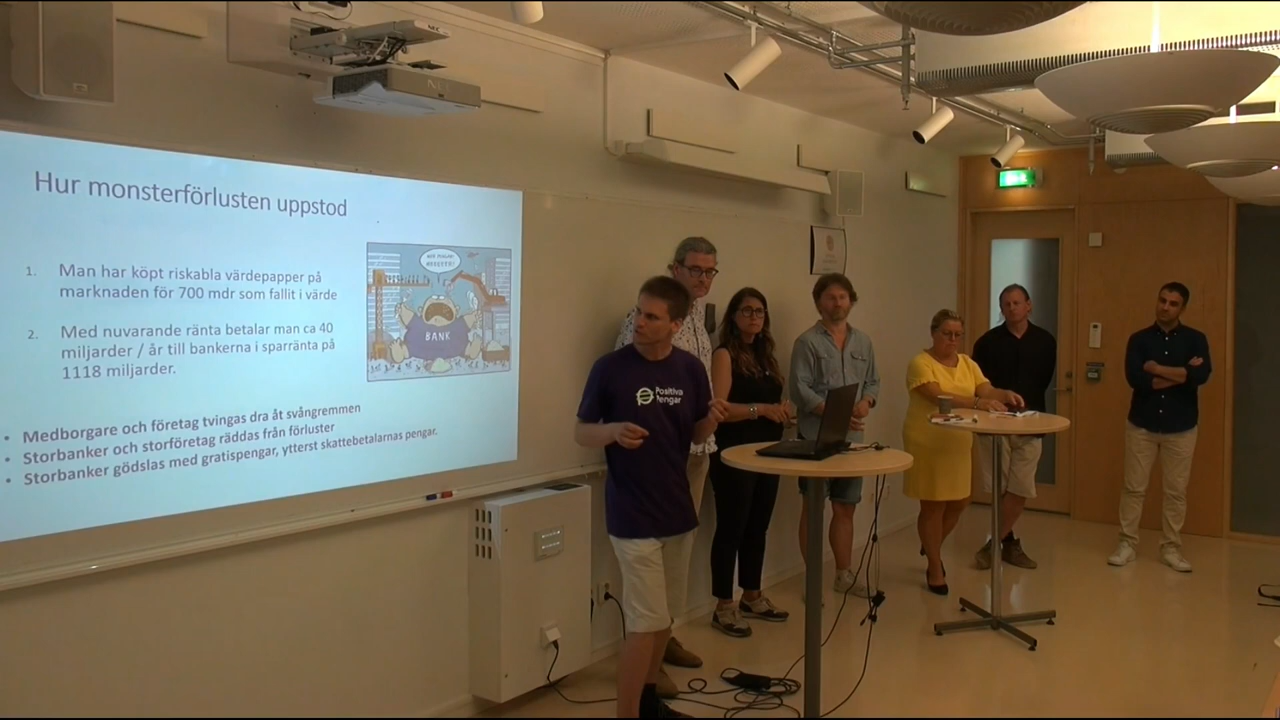 Hur monsterförlusten uppstod
1. Man har köpt riskabla värdepapper på
marknaden för 700 mdr som fallit i värde
2. Med nuvarande ränta betalar man ca 40
miljarder / år till bankerna i sparränta på
1118 miljarder.
• Medborgare och företag tvingas dra åt svångremmen
• Storbanker och storföretag räddas från förluster
• Storbanker gödslas med gratispengar, ytterst skattebetalarnas pengar.
BANK
Positiva
Pengar
NEC